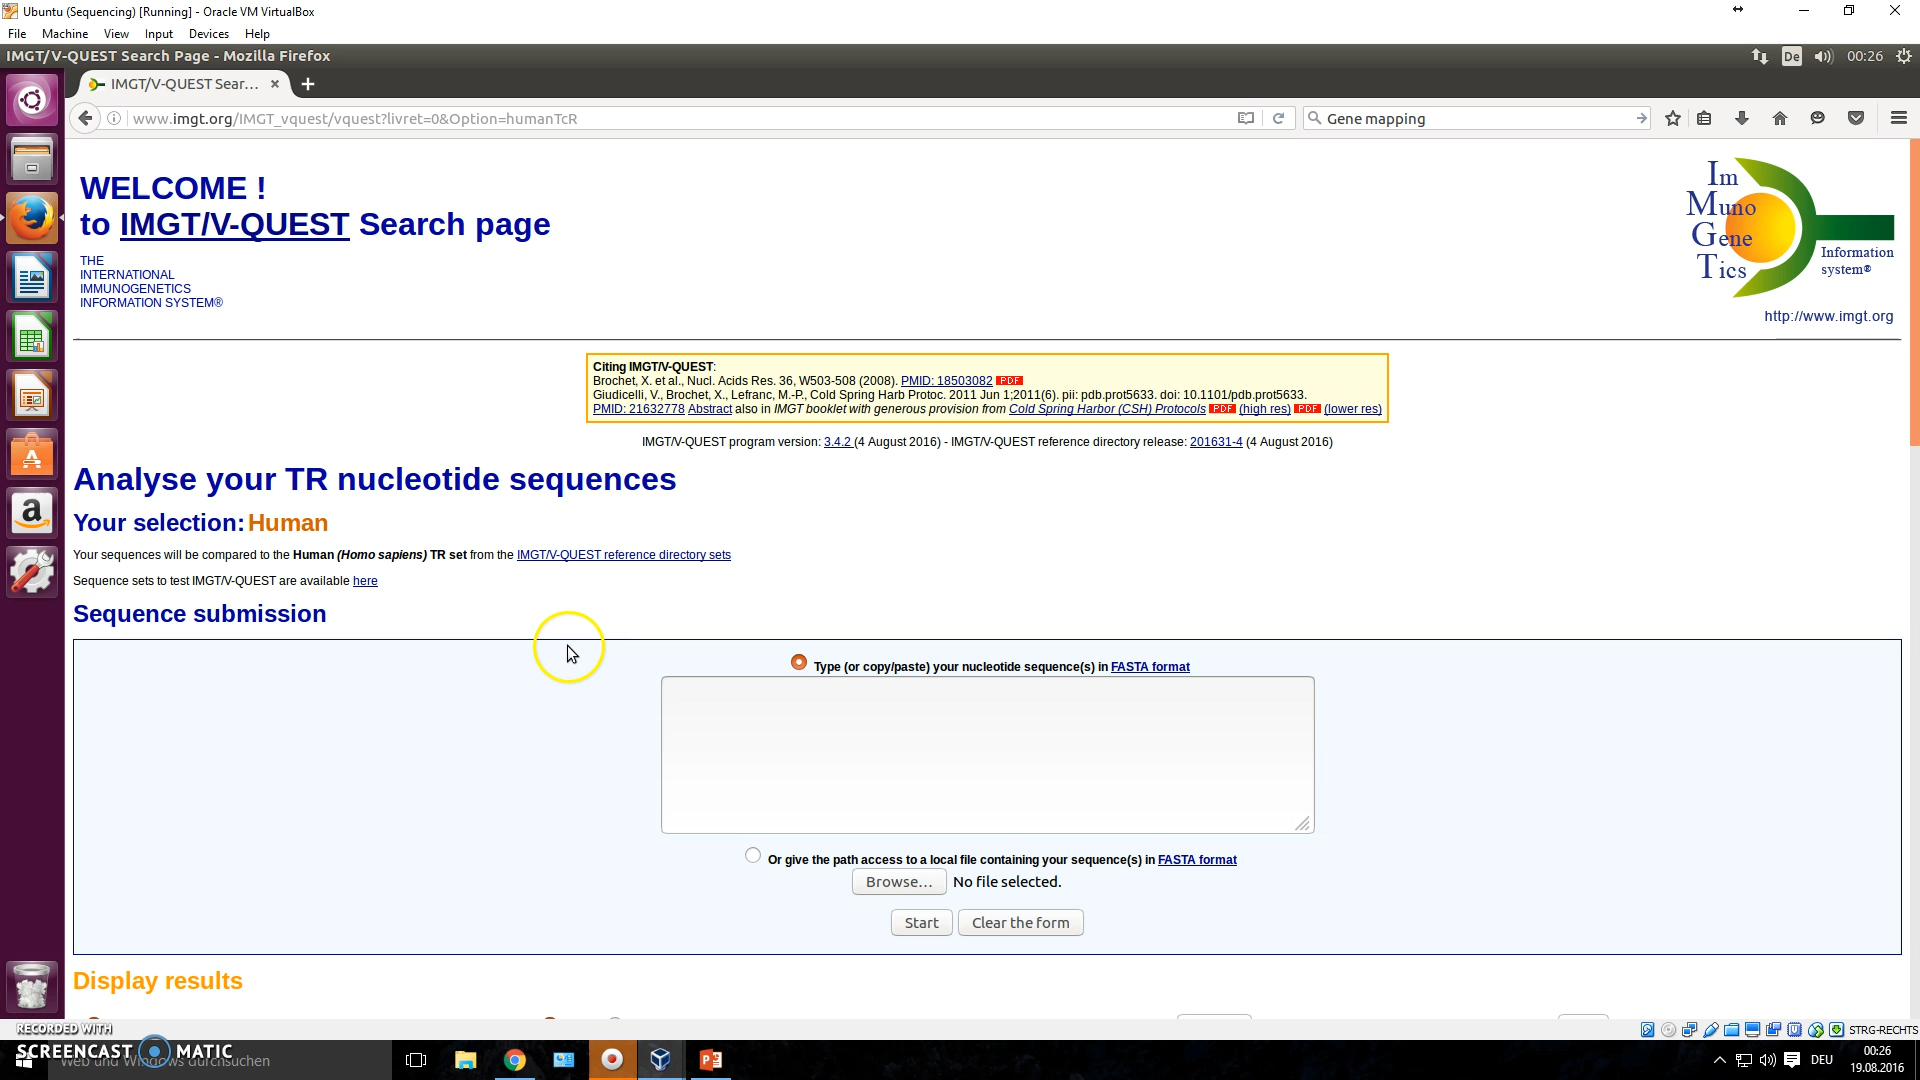 Ubuntu (Sequencing) [Running] - Oracle VM VirtualBox
File Machine View Input Devices Help
IMGT/V-QUEST Search Page - Mozilla Firefox
De 00:26
IMGT/V-QUEST Sear...
www.imgt.org/IMGT_vquest/vquest?livret=0&Option=humanTcR
Gene mapping
WELCOME !
to IMGT/V-QUEST Search page
THE
INTERNATIONAL
IMMUNOGENETICS
INFORMATION SYSTEM®
Im
Muno
Gene
Tics
Information
system®
http://www.imgt.org
Citing IMGT/V-QUEST:
Brochet, X. et al., Nucl. Acids Res. 36, W503-508 (2008). PMID: 18503082 PDF
Giudicelli, V., Brochet, X., Lefranc, M.-P., Cold Spring Harb Protoc. 2011 Jun 1;2011(6). pii: pdb.prot5633. doi: 10.1101/pdb.prot5633.
PMID: 21632778 Abstract also in IMGT booklet with generous provision from Cold Spring Harbor (CSH) Protocols PDF (high res) PDF (lower res)
IMGT/V-QUEST program version: 3.4.2 (4 August 2016) - IMGT/V-QUEST reference directory release: 201631-4 (4 August 2016)
Analyse your TR nucleotide sequences
Your selection: Human
Your sequences will be compared to the Human (Homo sapiens) TR set from the IMGT/V-QUEST reference directory sets
Sequence sets to test IMGT/V-QUEST are available here
Sequence submission
Type (or copy/paste) your nucleotide sequence(s) in FASTA format
Or give the path access to a local file containing your sequence(s) in FASTA format
Browse... No file selected.
Start Clear the form
Display results
STRG-RECHTS
RECORDED WITH
SCREENCAST MATIC
Web und Windows durchsuchen
DEU
00:26
19.08.2016